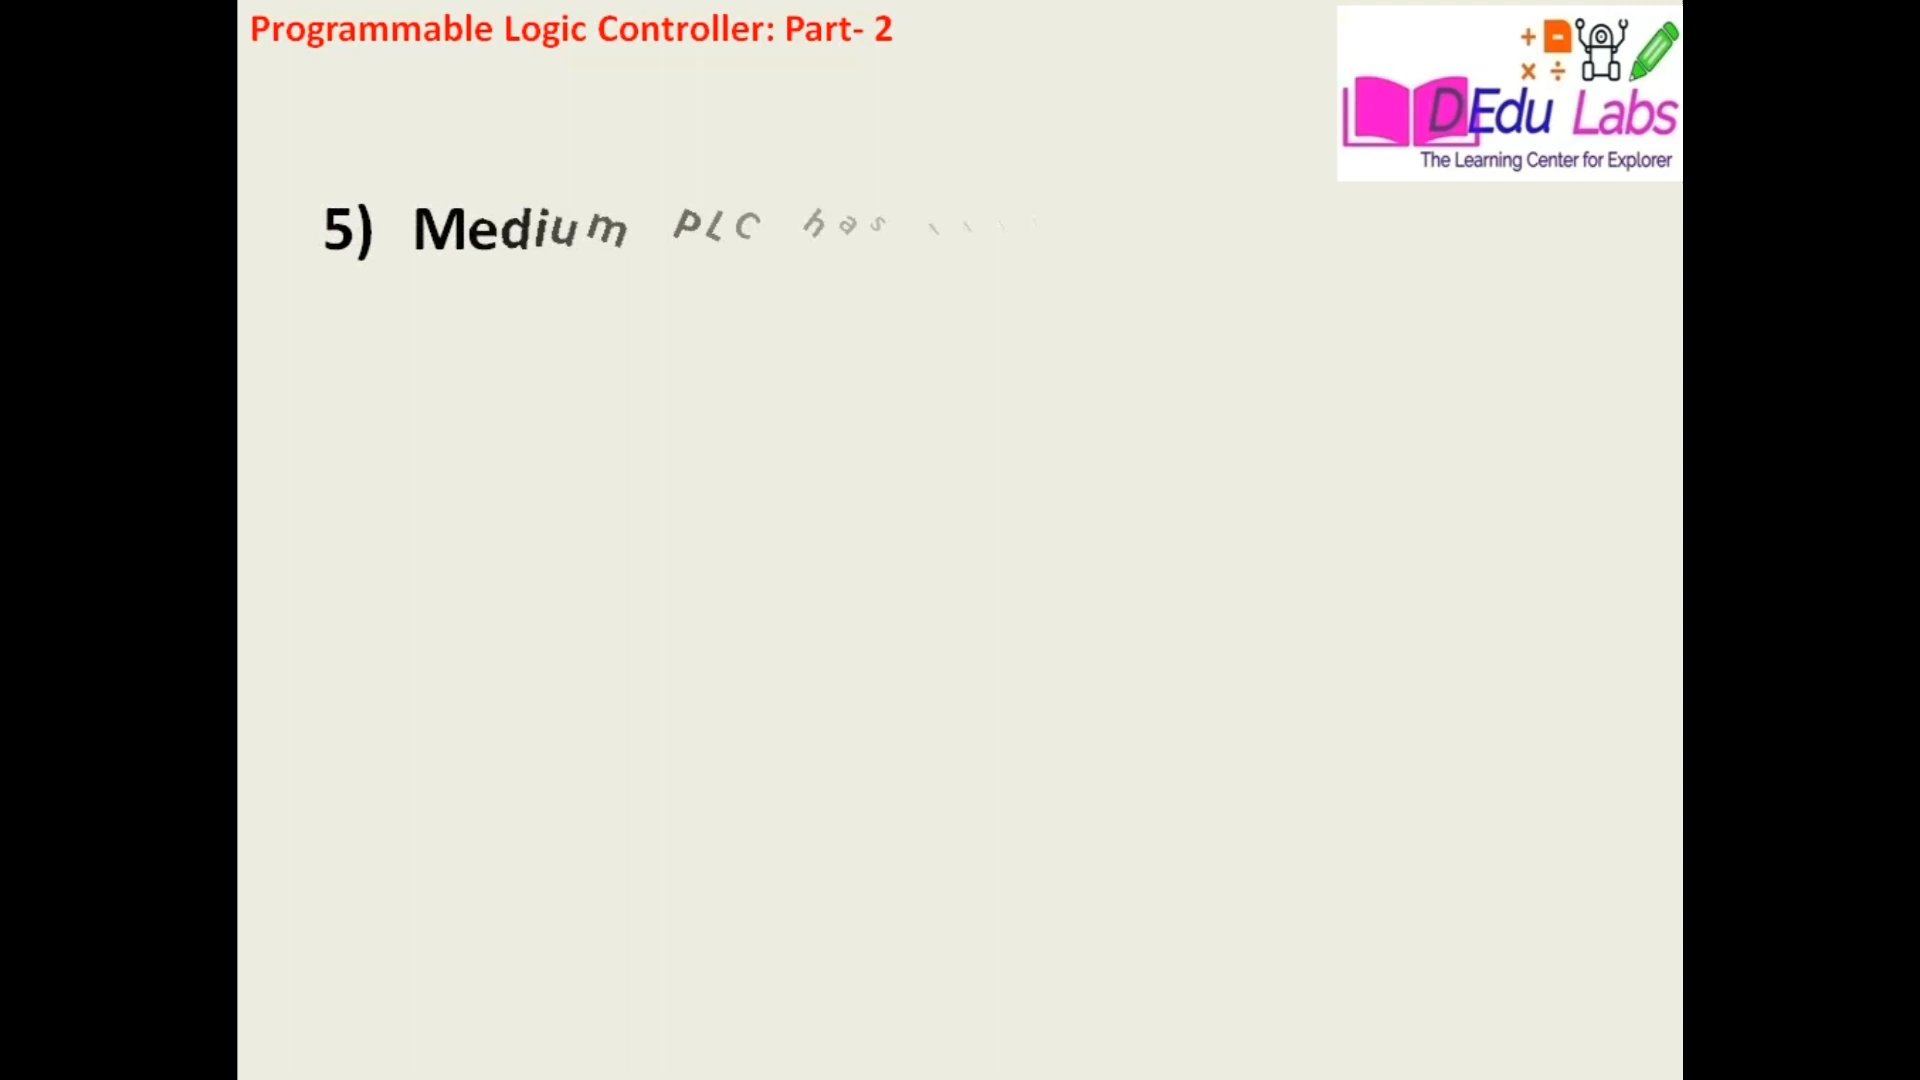 Programmable Logic Controller: Part- 2
+ -
× ÷
DEdu Labs
The Learning Center for Explorer
5) Medium PLC has